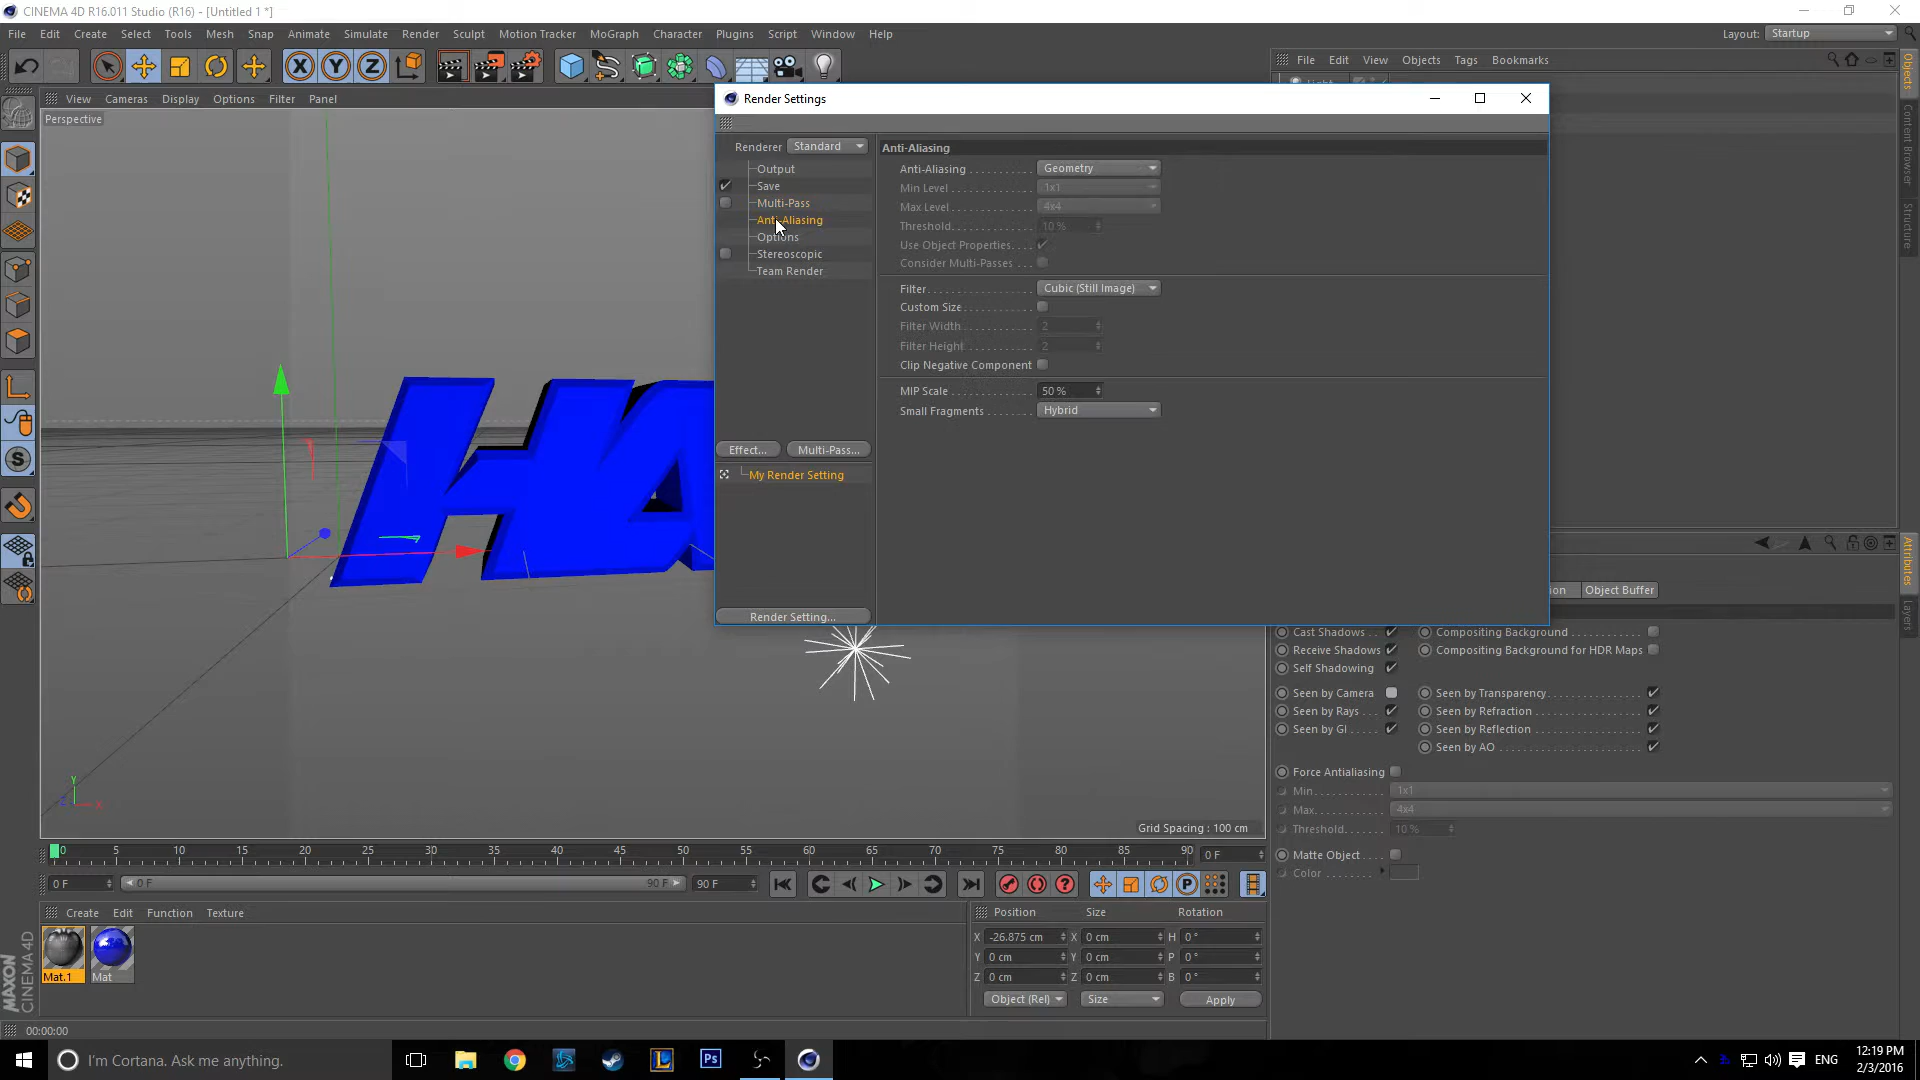 CINEMA 4D R16.011 Studio (R16) - [Untitled 1 *]
File Edit Create Select Tools Mesh Snap Animate Simulate Render Sculpt Motion Tracker MoGraph Character Plugins Script Window Help
Layout: Startup
View Cameras Display Options Filter Panel
File Edit View Objects Tags Bookmarks
Perspective
Render Settings
Renderer Standard
Output
Save
Multi-Pass
Anti-Aliasing
Options
Stereoscopic
Team Render
Effect... Multi-Pass...
My Render Setting
Render Setting...
Anti-Aliasing
Anti-Aliasing Geometry
Min Level 1x1
Max Level 4x4
Threshold 10 %
Use Object Properties
Consider Multi-Passes
Filter Cubic (Still Image)
Custom Size
Filter Width 2
Filter Height 2
Clip Negative Component
MIP Scale 50 %
Small Fragments Hybrid
Objects
Content Browser
Structure
Attributes
Layers
Object Buffer
Cast Shadows Compositing Background
Receive Shadows Compositing Background for HDR Maps
Self Shadowing
Seen by Camera Seen by Transparency
Seen by Rays Seen by Refraction
Seen by GI Seen by Reflection
Seen by AO
Force Antialiasing
Min 1x1
Max 4x4
Threshold 10 %
Matte Object
Color
HA
Y
Z X
Grid Spacing : 100 cm
0 5 10 15 20 25 30 35 40 45 50 55 60 65 70 75 80 85 90 0 F
0 F 0 F 90 F 90 F
Create Edit Function Texture
Mat.1 Mat
Position Size Rotation
X -26.875 cm X 0 cm H 0 °
Y 0 cm Y 0 cm P 0 °
Z 0 cm Z 0 cm B 0 °
Object (Rel) Size Apply
MAXON
CINEMA 4D
00:00:00
I'm Cortana. Ask me anything.
Ps
ENG
12:19 PM
2/3/2016